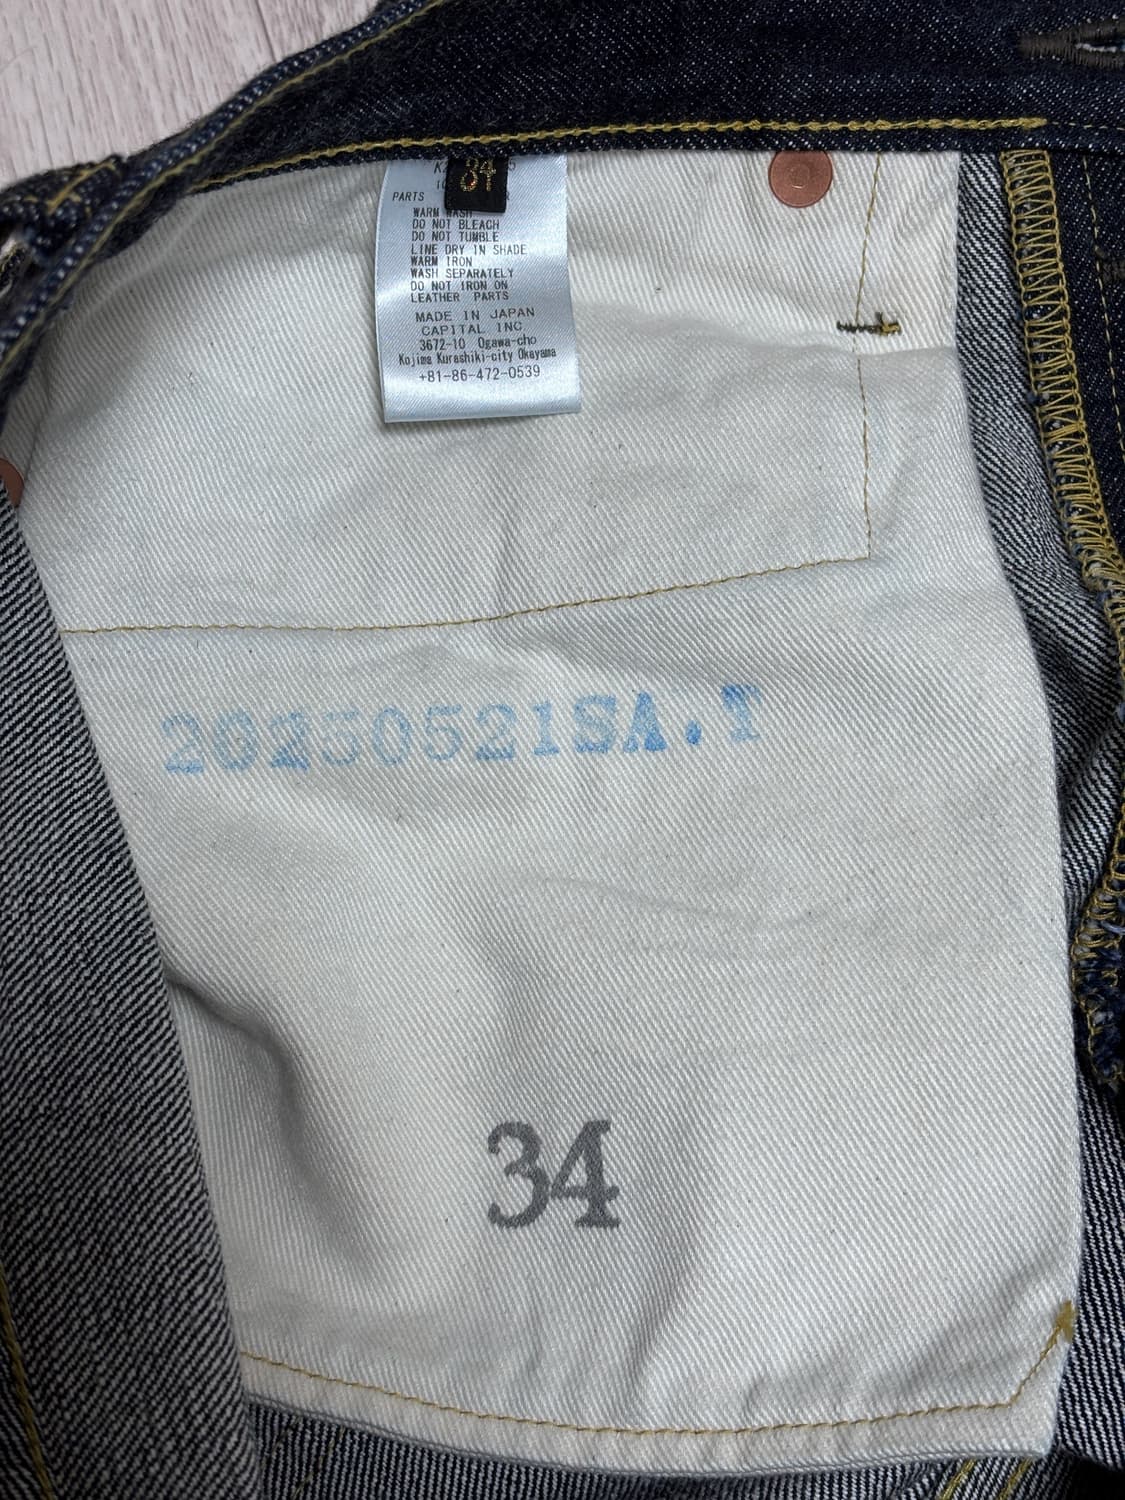 34
PARTS
WARM WASH
DO NOT BLEACH
DO NOT TUMBLE
LINE DRY IN SHADE
WARM IRON
WASH SEPARATELY
DO NOT IRON ON
LEATHER PARTS
MADE IN JAPAN
CAPITAL INC
3672-10 Ogawa-cho
Kojima Kurashiki-city Okayama
+81-86-472-0539
20250521SA.T
34